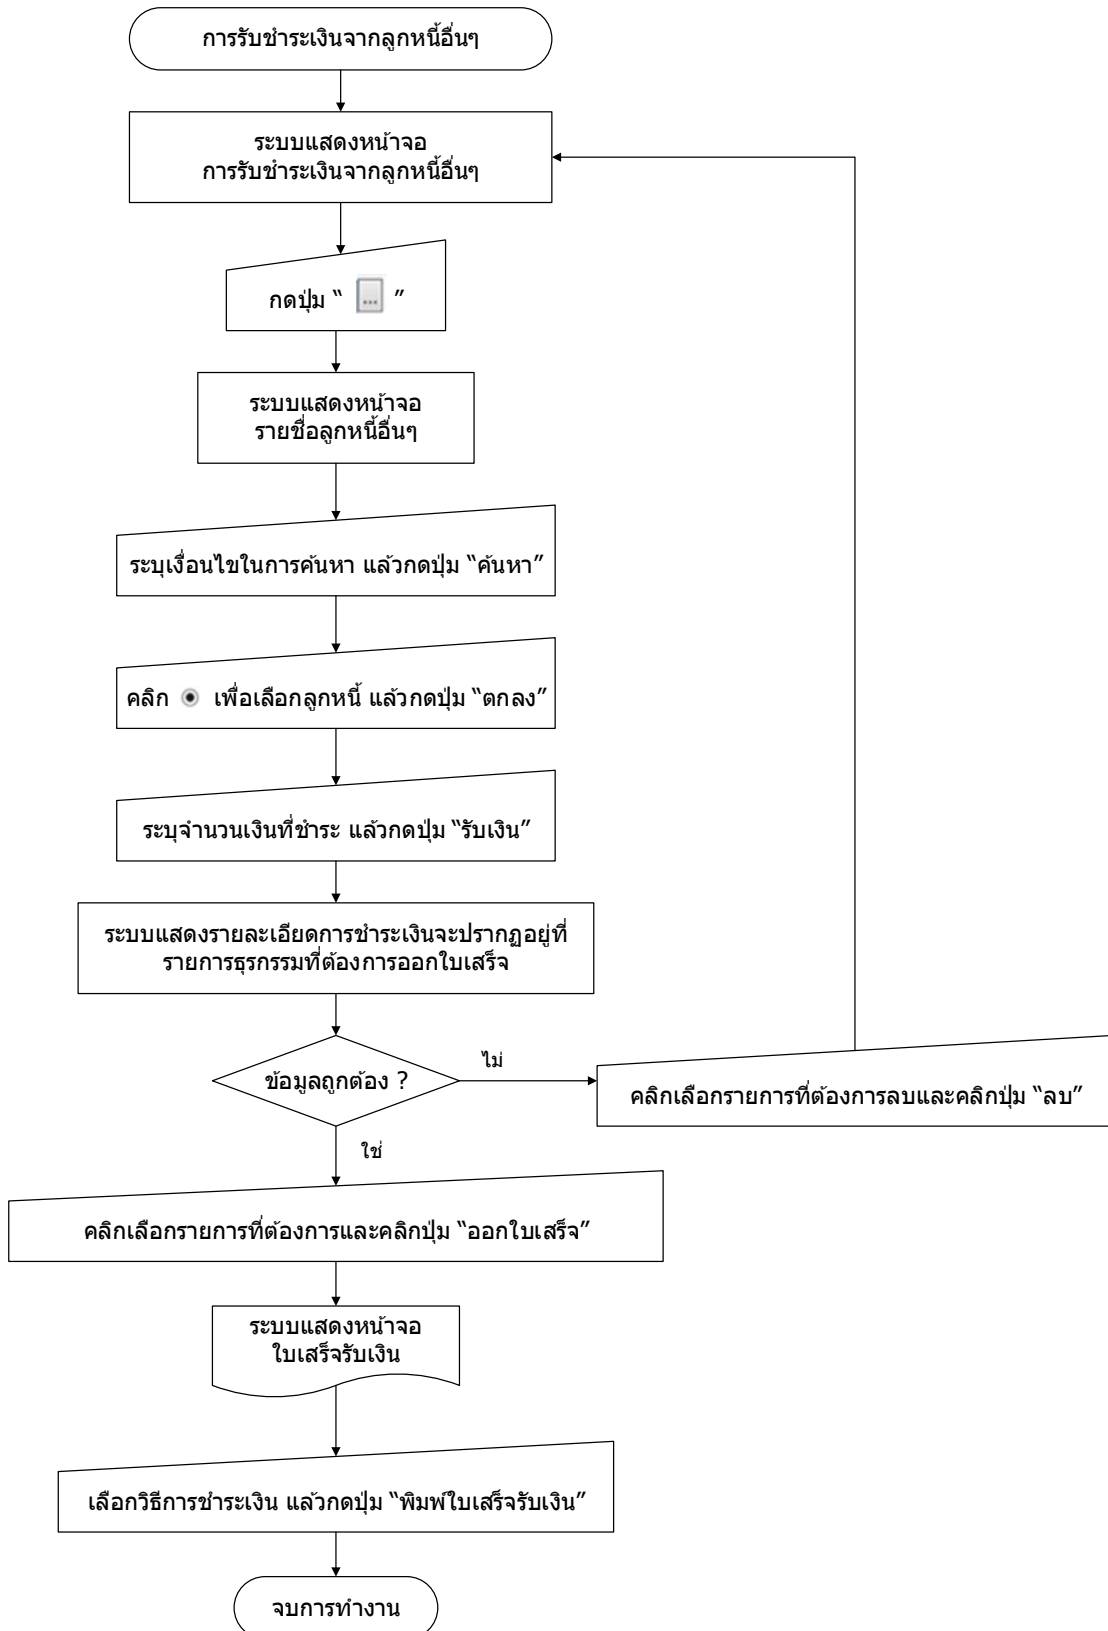 การรับชำระเงินจากลูกหนี้อื่นๆ
ระบบแสดงหน้าจอ
การรับชำระเงินจากลูกหนี้อื่นๆ
กดปุ่ม “ ... ”
ระบบแสดงหน้าจอ
รายชื่อลูกหนี้อื่นๆ
ระบุเงื่อนไขในการค้นหา แล้วกดปุ่ม “ค้นหา”
คลิก เพื่อเลือกลูกหนี้ แล้วกดปุ่ม “ตกลง”
ระบุจำนวนเงินที่ชำระ แล้วกดปุ่ม “รับเงิน”
ระบบแสดงรายละเอียดการชำระเงินจะปรากฏอยู่ที่
รายการธุรกรรมที่ต้องการออกใบเสร็จ
ข้อมูลถูกต้อง ?
ไม่
คลิกเลือกรายการที่ต้องการลบและคลิกปุ่ม “ลบ”
ใช่
คลิกเลือกรายการที่ต้องการและคลิกปุ่ม “ออกใบเสร็จ”
ระบบแสดงหน้าจอ
ใบเสร็จรับเงิน
เลือกวิธีการชำระเงิน แล้วกดปุ่ม “พิมพ์ใบเสร็จรับเงิน”
จบการทำงาน